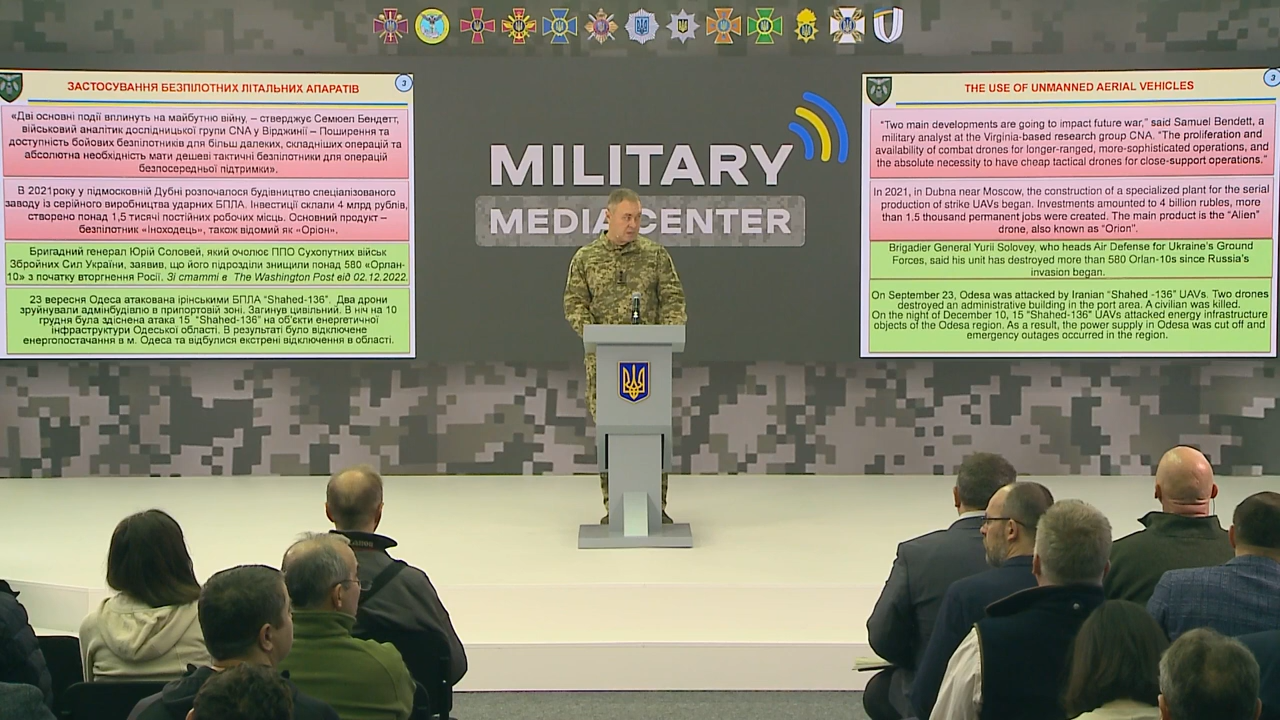 3
ЗАСТОСУВАННЯ БЕЗПІЛОТНИХ ЛІТАЛЬНИХ АПАРАТІВ
«Дві основні події вплинуть на майбутню війну, – стверджує Семюел Бендетт,
військовий аналітик дослідницької групи CNA у Вірджинії – Поширення та
доступність бойових безпілотників для більш далеких, складніших операцій та
абсолютна необхідність мати дешеві тактичні безпілотники для операцій
безпосередньої підтримки».
В 2021року у підмосковній Дубні розпочалося будівництво спеціалізованого
заводу із серійного виробництва ударних БПЛА. Інвестиції склали 4 млрд рублів,
створено понад 1,5 тисячі постійних робочих місць. Основний продукт –
безпілотник «Іноходець», також відомий як «Оріон».
Бригадний генерал Юрій Соловей, який очолює ППО Сухопутних військ
Збройних Сил України, заявив, що його підрозділи знищили понад 580 «Орлан-
10» з початку вторгнення Росії. Зі статті в The Washington Post від 02.12.2022.
23 вересня Одеса атакована ірінськими БПЛА "Shahed-136". Два дрони
зруйнували адмінбудівлю в припортовій зоні. Загинув цивільний. В ніч на 10
грудня була здійснена атака 15 "Shahed-136" на об'єкти енергетичної
інфраструктури Одеської області. В результаті було відключене
енергопостачання в м. Одеса та відбулися екстрені відключення в області.
MILITARY
MEDIA CENTER
3
THE USE OF UNMANNED AERIAL VEHICLES
"Two main developments are going to impact future war," said Samuel Bendett, a
military analyst at the Virginia-based research group CNA. "The proliferation and
availability of combat drones for longer-ranged, more-sophisticated operations, and
the absolute necessity to have cheap tactical drones for close-support operations."
In 2021, in Dubna near Moscow, the construction of a specialized plant for the serial
production of strike UAVs began. Investments amounted to 4 billion rubles, more
than 1.5 thousand permanent jobs were created. The main product is the "Alien"
drone, also known as "Orion".
Brigadier General Yurii Solovey, who heads Air Defense for Ukraine's Ground
Forces, said his unit has destroyed more than 580 Orlan-10s since Russia's
invasion began.
On September 23, Odesa was attacked by Iranian "Shahed -136" UAVs. Two drones
destroyed an administrative building in the port area. A civilian was killed.
On the night of December 10, 15 "Shahed-136" UAVs attacked energy infrastructure
objects of the Odesa region. As a result, the power supply in Odesa was cut off and
emergency outages occurred in the region.